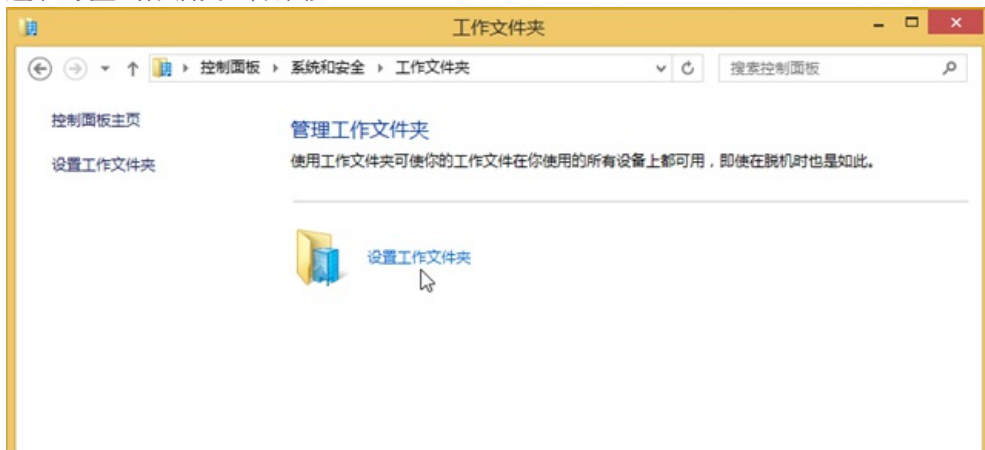 工作文件夹
控制面板 系统和安全 工作文件夹 搜索控制面板
控制面板主页
设置工作文件夹
管理工作文件夹
使用工作文件夹可使你的工作文件在你使用的所有设备上都可用，即使在脱机时也是如此。
设置工作文件夹